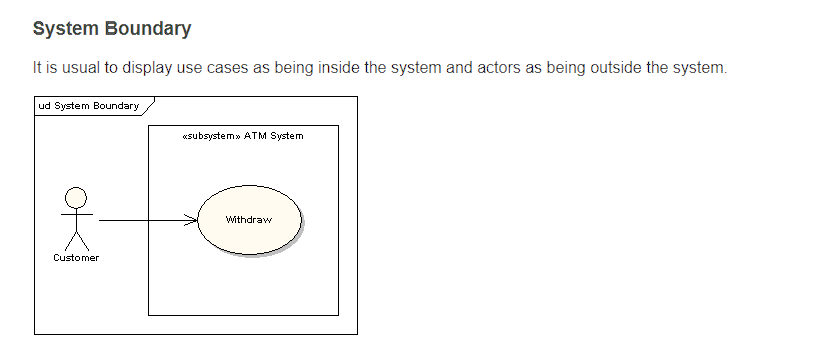 System Boundary
It is usual to display use cases as being inside the system and actors as being outside the system.
ud System Boundary
«subsystem» ATM System
Withdraw
Customer